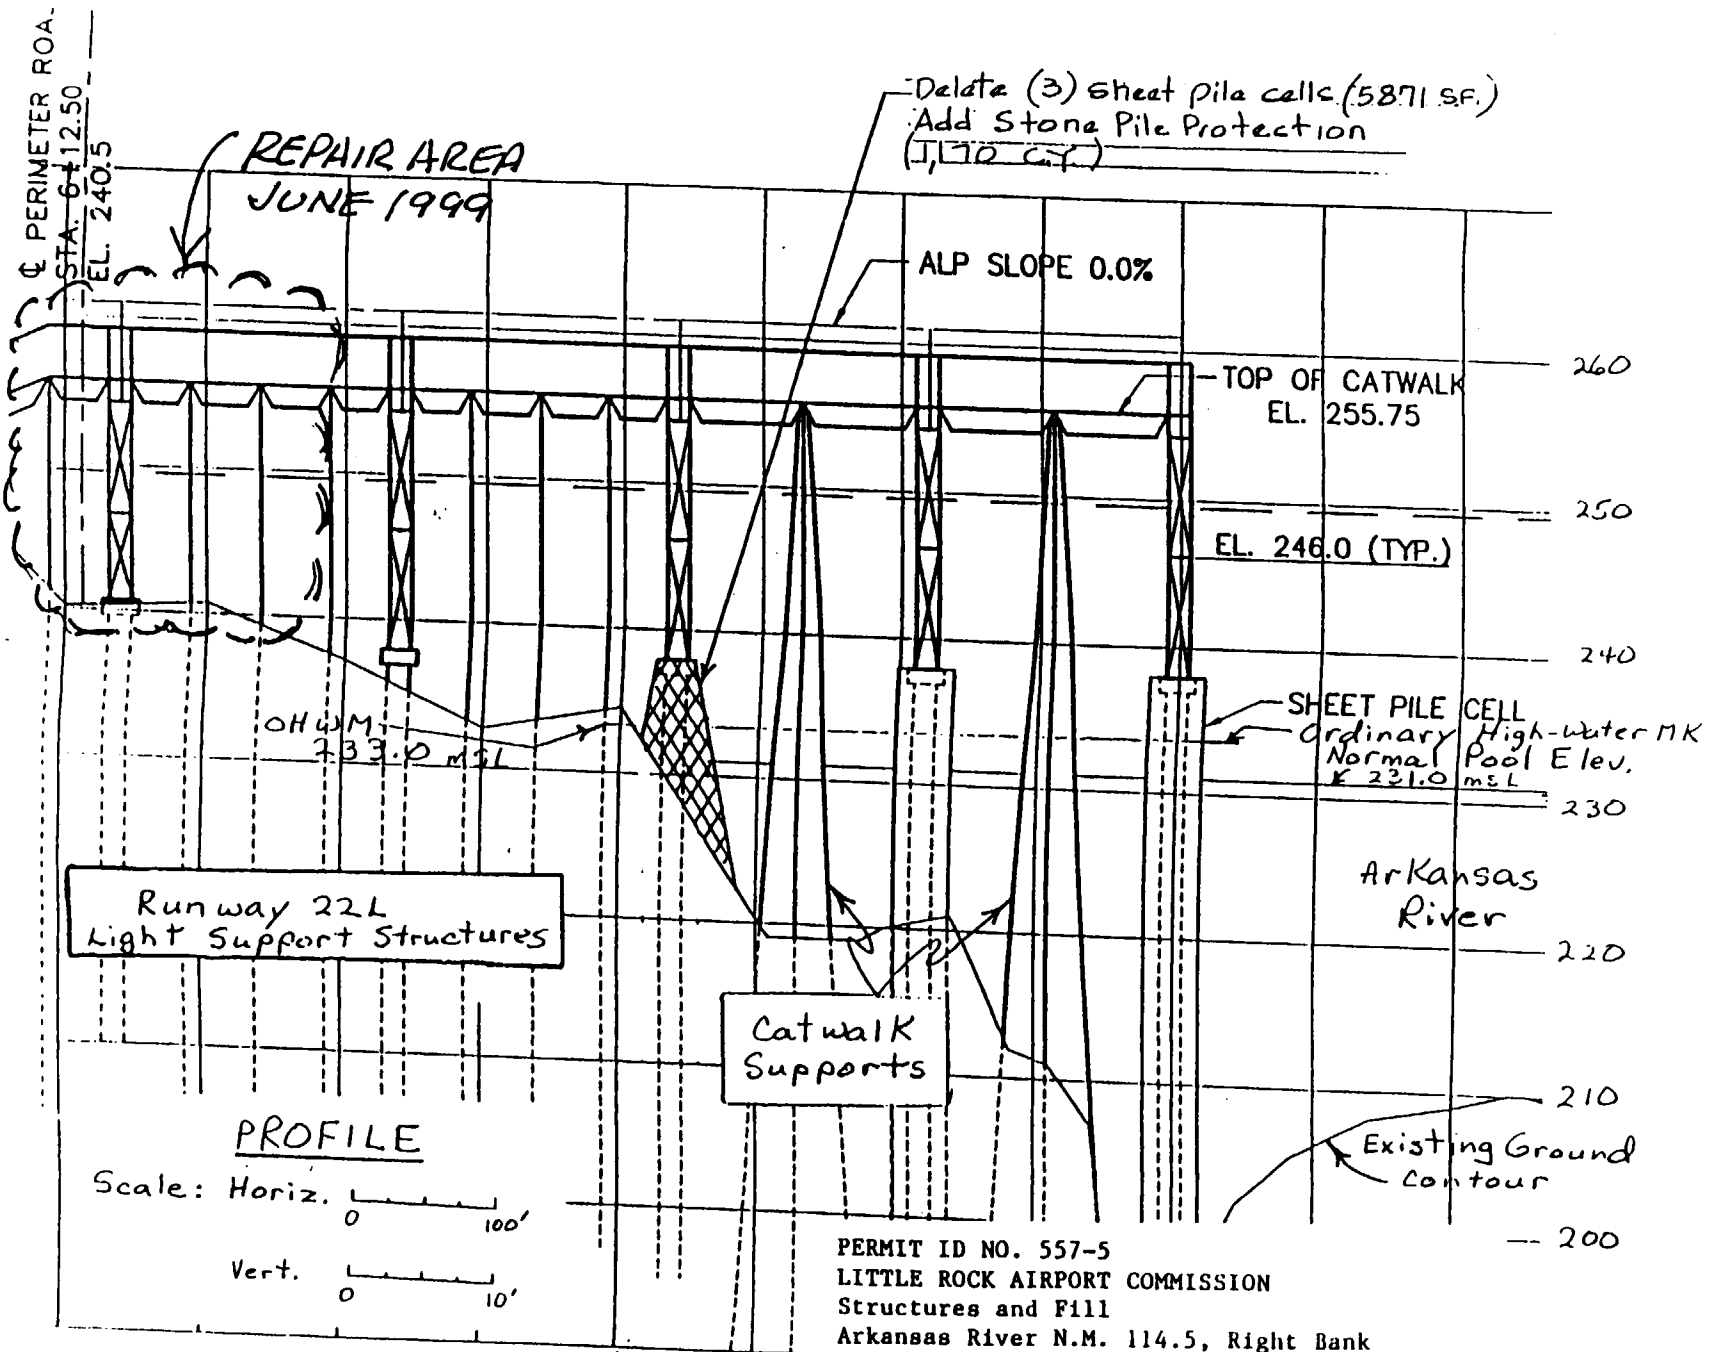 ℄ PERIMETER ROA
STA. 6+12.50
EL. 240.5
REPAIR AREA
JUNE 1999
Delete (3) Sheet Pile cells (5871 S.F.)
Add Stone Pile Protection
(1,170 C.Y.)
ALP SLOPE 0.0%
260
TOP OF CATWALK
EL. 255.75
250
EL. 246.0 (TYP.)
240
OHWM
233.0 msL
SHEET PILE CELL
Ordinary High-water MK
Normal Pool Elev.
231.0 msL
230
Arkansas
River
Runway 22L
Light Support Structures
220
Catwalk
Supports
210
PROFILE
Existing Ground
Contour
Scale: Horiz.
0 100'
200
Vert.
0 10'
PERMIT ID NO. 557-5
LITTLE ROCK AIRPORT COMMISSION
Structures and Fill
Arkansas River N.M. 114.5, Right Bank